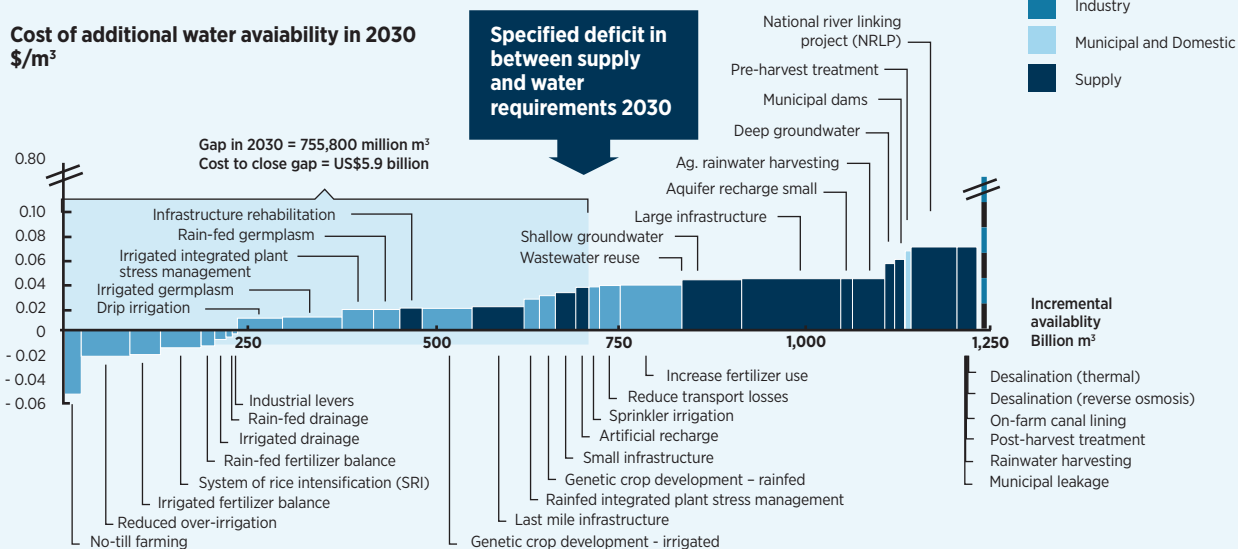 Cost of additional water avaiability in 2030
$/m³
Specified deficit in
between supply
and water
requirements 2030
Industry
Municipal and Domestic
Supply
National river linking
project (NRLP)
Pre-harvest treatment
Municipal dams
Deep groundwater
Ag. rainwater harvesting
Aquifer recharge small
Large infrastructure
Shallow groundwater
Wastewater reuse
Gap in 2030 = 755,800 million m³
Cost to close gap = US$5.9 billion
Infrastructure rehabilitation
Rain-fed germplasm
Irrigated integrated plant
stress management
Irrigated germplasm
Drip irrigation
0.80
0.10
0.08
0.06
0.04
0.02
0
- 0.02
- 0.04
- 0.06
250
500
750
1,000
1,250
Incremental
availablity
Billion m³
Industrial levers
Rain-fed drainage
Irrigated drainage
Rain-fed fertilizer balance
System of rice intensification (SRI)
Irrigated fertilizer balance
Reduced over-irrigation
No-till farming
Increase fertilizer use
Reduce transport losses
Sprinkler irrigation
Artificial recharge
Small infrastructure
Genetic crop development – rainfed
Rainfed integrated plant stress management
Last mile infrastructure
Genetic crop development - irrigated
Desalination (thermal)
Desalination (reverse osmosis)
On-farm canal lining
Post-harvest treatment
Rainwater harvesting
Municipal leakage